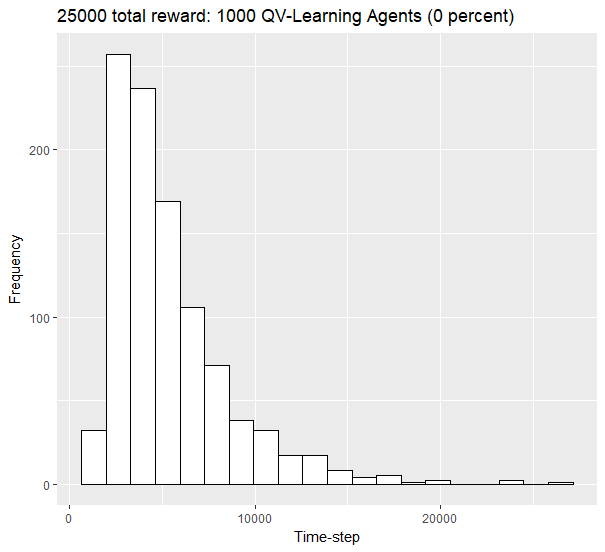 25000 total reward: 1000 QV-Learning Agents (0 percent)
Frequency
200
100
0
0 10000 20000
Time-step